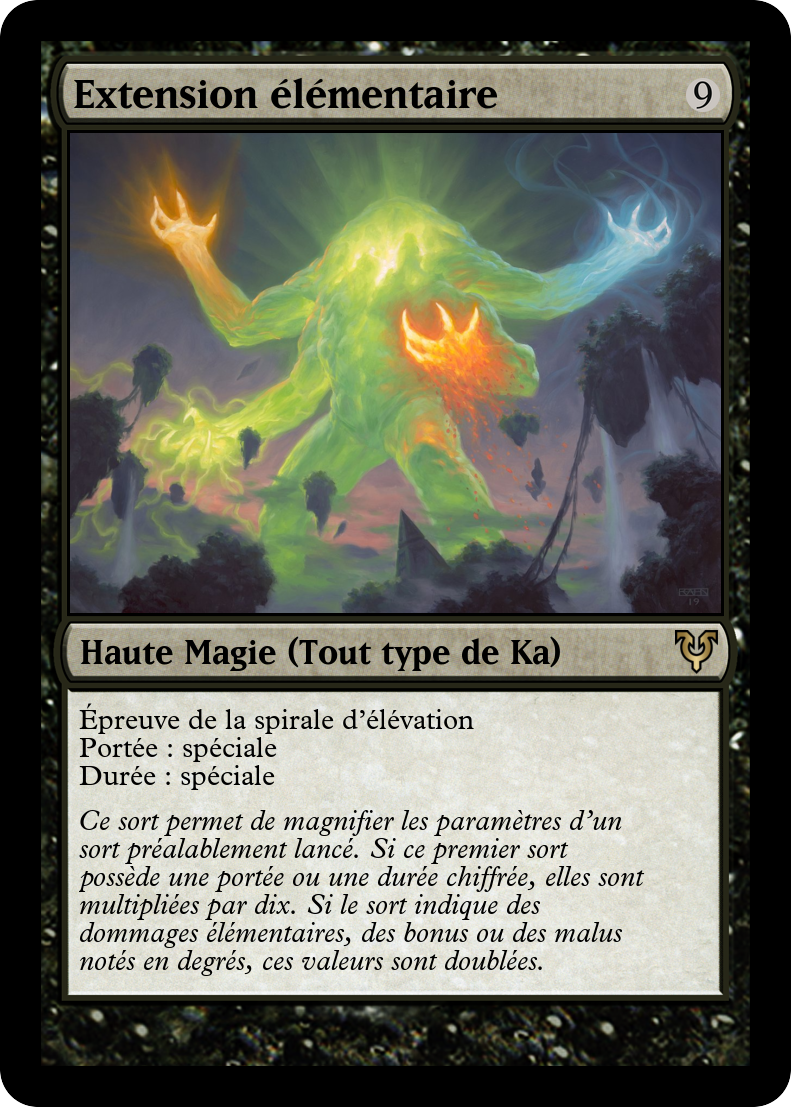 Extension élémentaire
9
Haute Magie (Tout type de Ka)
Épreuve de la spirale d'élévation
Portée : spéciale
Durée : spéciale
Ce sort permet de magnifier les paramètres d'un
sort préalablement lancé. Si ce premier sort
possède une portée ou une durée chiffrée, elles sont
multipliées par dix. Si le sort indique des
dommages élémentaires, des bonus ou des malus
notés en degrés, ces valeurs sont doublées.